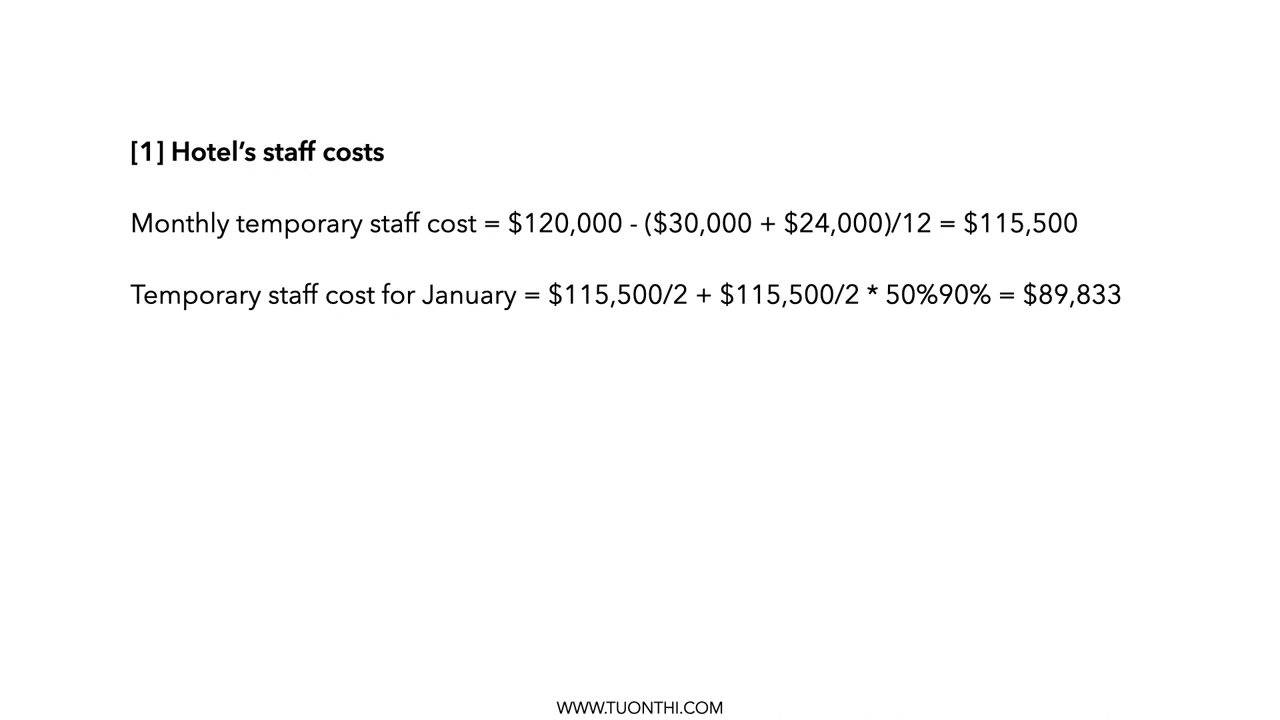 [1] Hotel’s staff costs
Monthly temporary staff cost = $120,000 - ($30,000 + $24,000)/12 = $115,500
Temporary staff cost for January = $115,500/2 + $115,500/2 * 50%90% = $89,833
WWW.TUONTHI.COM